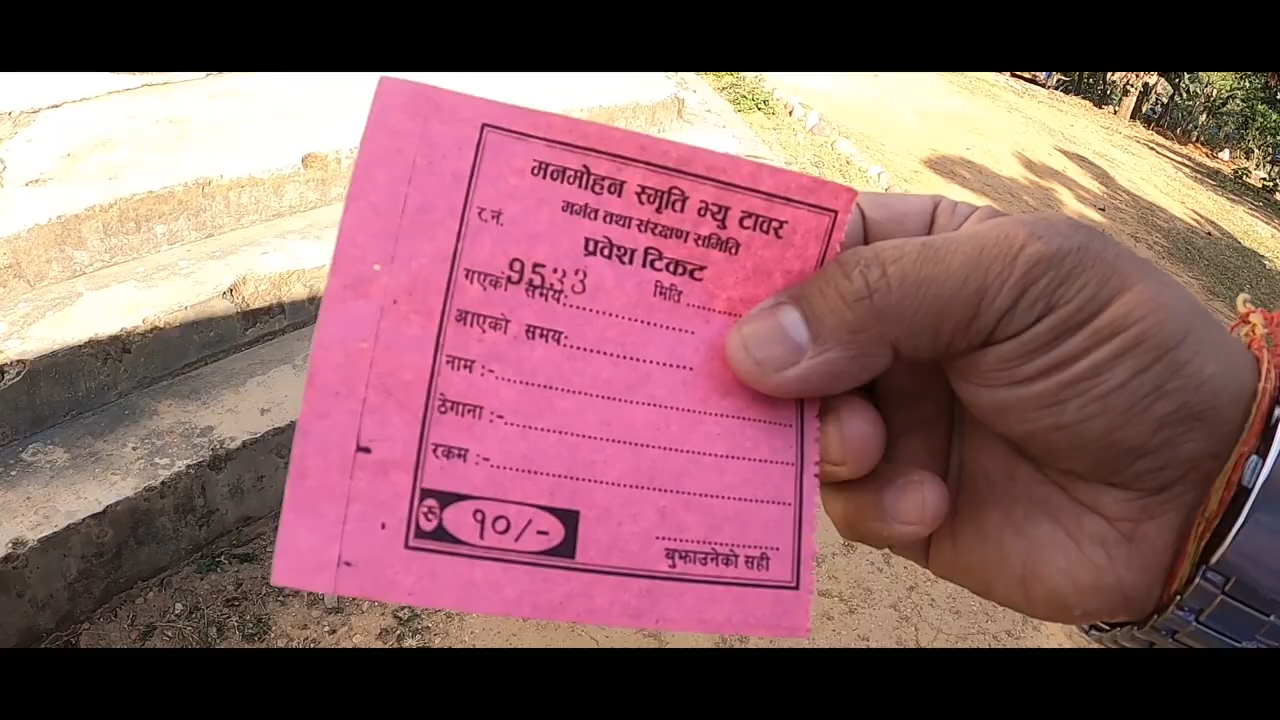 मनमोहन स्मृति भ्यु टावर
मर्मत तथा संरक्षण समिति
र.नं.
प्रवेश टिकट
9533
मिति ........
गएको समय:........................
आएको समय:........................
नाम :-..................................................
ठेगाना :-..................................................
रकम :-..................................................
रु १०/-
........................
बुझाउनेको सही